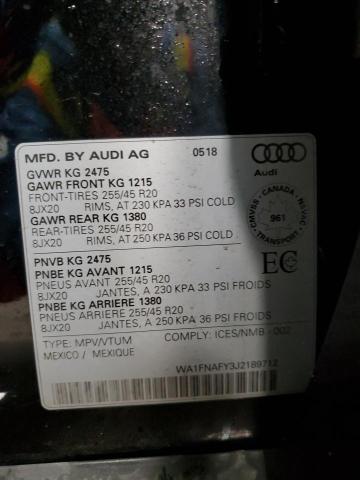 MFD. BY AUDI AG 0518
GVWR KG 2475
GAWR FRONT KG 1215
FRONT-TIRES 255/45 R20
8JX20 RIMS, AT 230 KPA 33 PSI COLD
GAWR REAR KG 1380
REAR-TIRES 255/45 R20
8JX20 RIMS, AT 250 KPA 36 PSI COLD
Audi
CMVSS - CANADA - NSVAC
961
TRANSPORT
PNVB KG 2475
PNBE KG AVANT 1215
PNEUS AVANT 255/45 R20
8JX20 JANTES, A 230 KPA 33 PSI FROIDS
PNBE KG ARRIERE 1380
PNEUS ARRIERE 255/45 R20
8JX20 JANTES, A 250 KPA 36 PSI FROIDS
EC
TYPE: MPV/VTUM COMPLY: ICES/NMB - 002
MEXICO / MEXIQUE
WA1FNAFY3J2189712